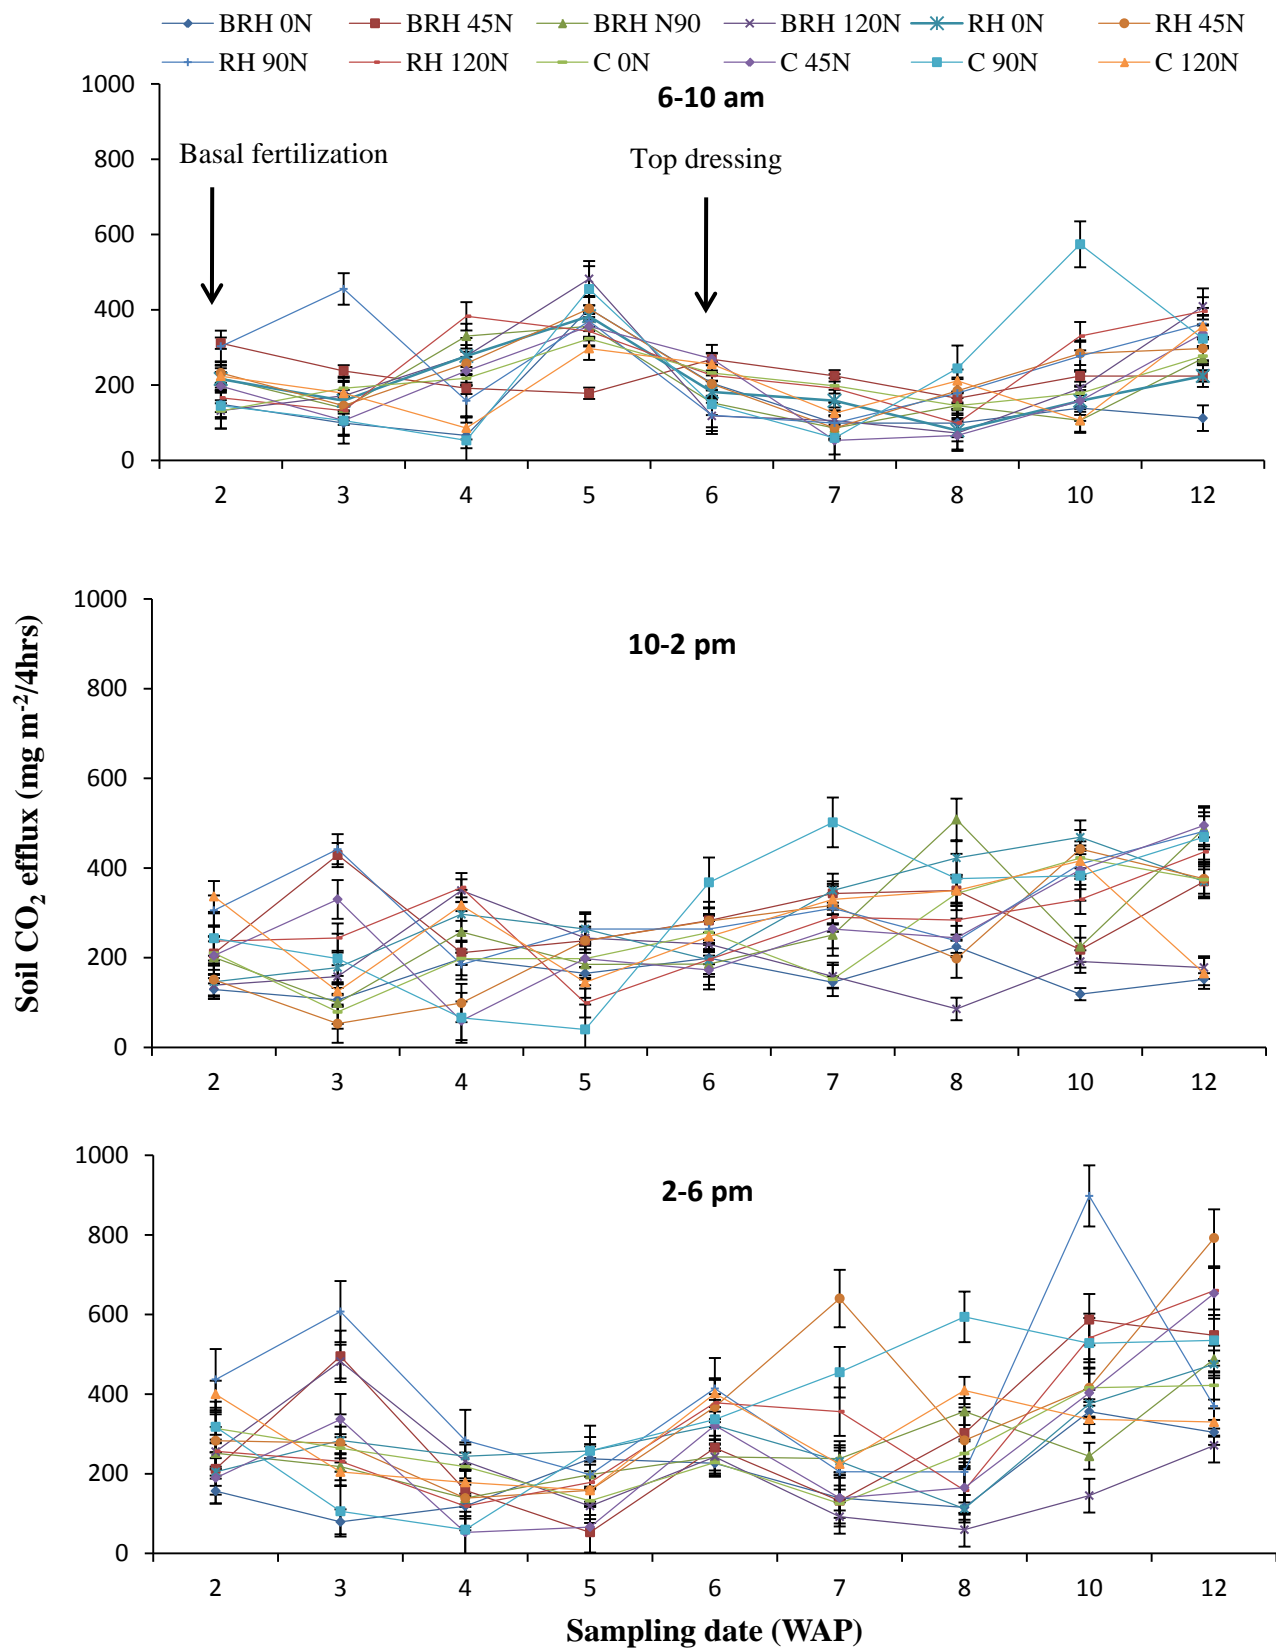 BRH 0N BRH 45N BRH N90 BRH 120N RH 0N RH 45N
RH 90N RH 120N C 0N C 45N C 90N C 120N
1000
6-10 am
800
Basal fertilization Top dressing
600
400
200
0
2 3 4 5 6 7 8 10 12
Soil CO₂ efflux (mg m⁻²/4hrs)
1000
10-2 pm
800
600
400
200
0
2 3 4 5 6 7 8 10 12
1000
2-6 pm
800
600
400
200
0
2 3 4 5 6 7 8 10 12
Sampling date (WAP)